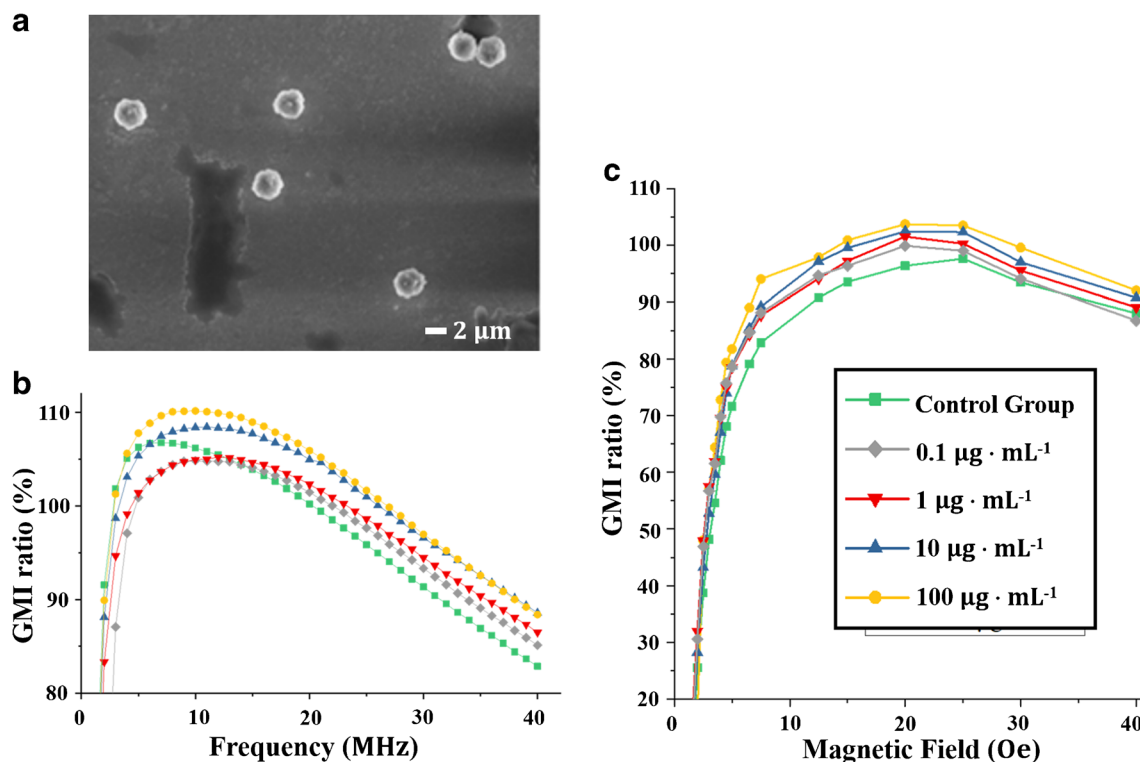 a
2 μm
b
GMI ratio (%)
110
100
90
80
0
10
20
30
40
Frequency (MHz)
c
GMI ratio (%)
110
100
90
80
70
60
50
40
30
20
0
10
20
30
40
Magnetic Field (Oe)
Control Group
0.1 μg · mL-1
1 μg · mL-1
10 μg · mL-1
100 μg · mL-1